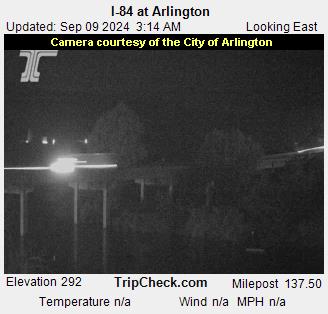 I-84 at Arlington
Updated: Sep 09 2024 3:14 AM Looking East
Camera courtesy of the City of Arlington
Elevation 292 TripCheck.com Milepost 137.50
Temperature n/a Wind n/a MPH n/a